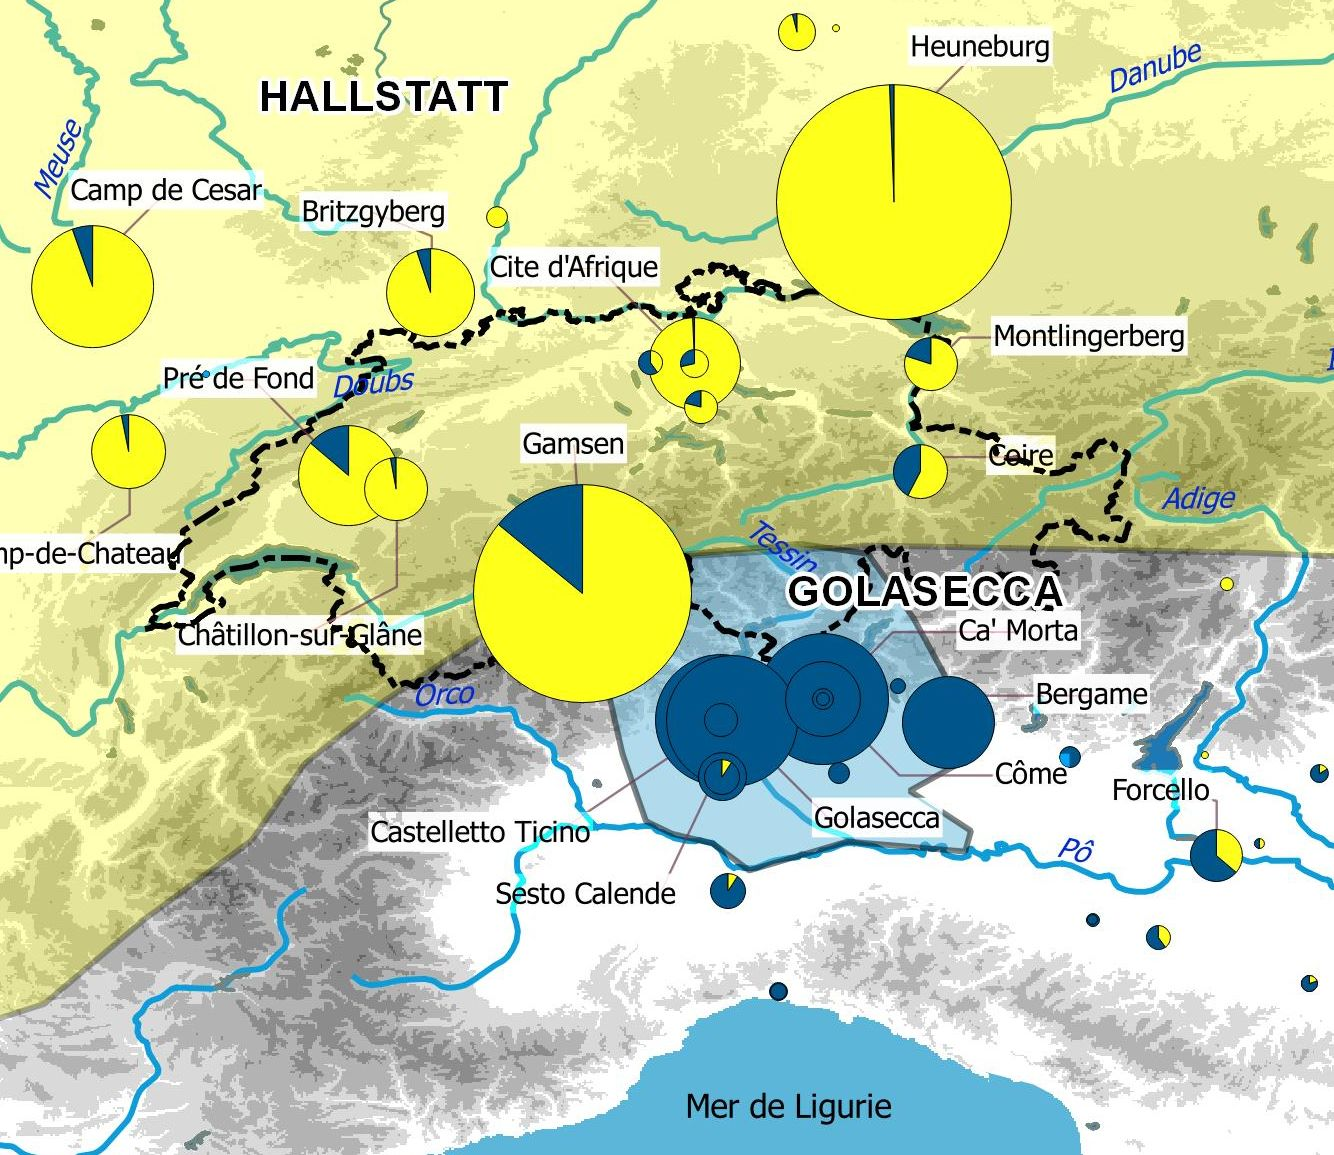 Heuneburg
Danube
HALLSTATT
Meuse
Camp de Cesar
Britzgyberg
Cite d'Afrique
Montlingerberg
Pré de Fond
Doubs
Gamsen
Coire
Adige
mp-de-Chateau
Tessin
GOLASECCA
Châtillon-sur-Glâne
Ca' Morta
Orco
Bergame
Côme
Forcello
Castelletto Ticino
Golasecca
Pô
Sesto Calende
Mer de Ligurie